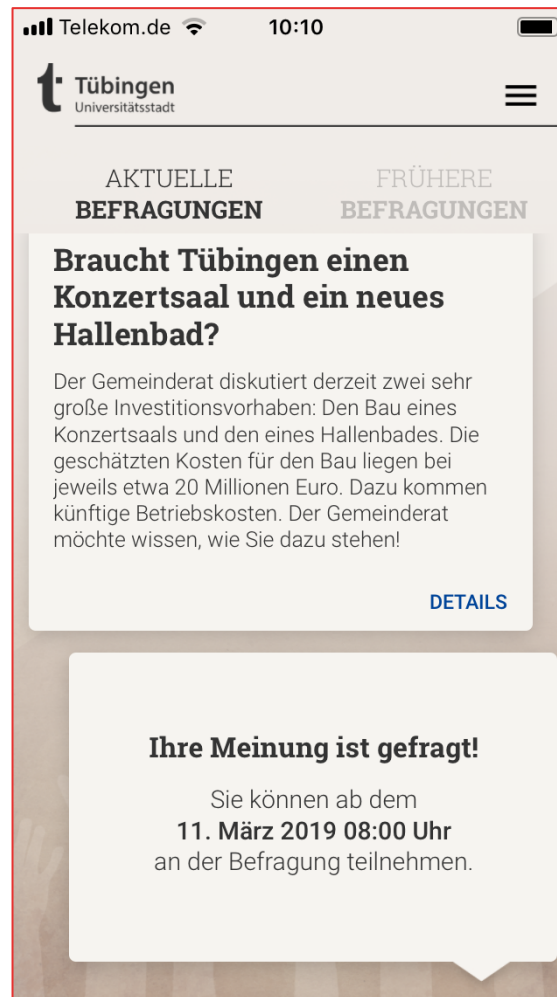 Telekom.de 10:10
t Tübingen
Universitätsstadt
AKTUELLE
BEFRAGUNGEN
FRÜHERE
BEFRAGUNGEN
Braucht Tübingen einen
Konzertsaal und ein neues
Hallenbad?
Der Gemeinderat diskutiert derzeit zwei sehr
große Investitionsvorhaben: Den Bau eines
Konzertsaals und den eines Hallenbades. Die
geschätzten Kosten für den Bau liegen bei
jeweils etwa 20 Millionen Euro. Dazu kommen
künftige Betriebskosten. Der Gemeinderat
möchte wissen, wie Sie dazu stehen!
DETAILS
Ihre Meinung ist gefragt!
Sie können ab dem
11. März 2019 08:00 Uhr
an der Befragung teilnehmen.